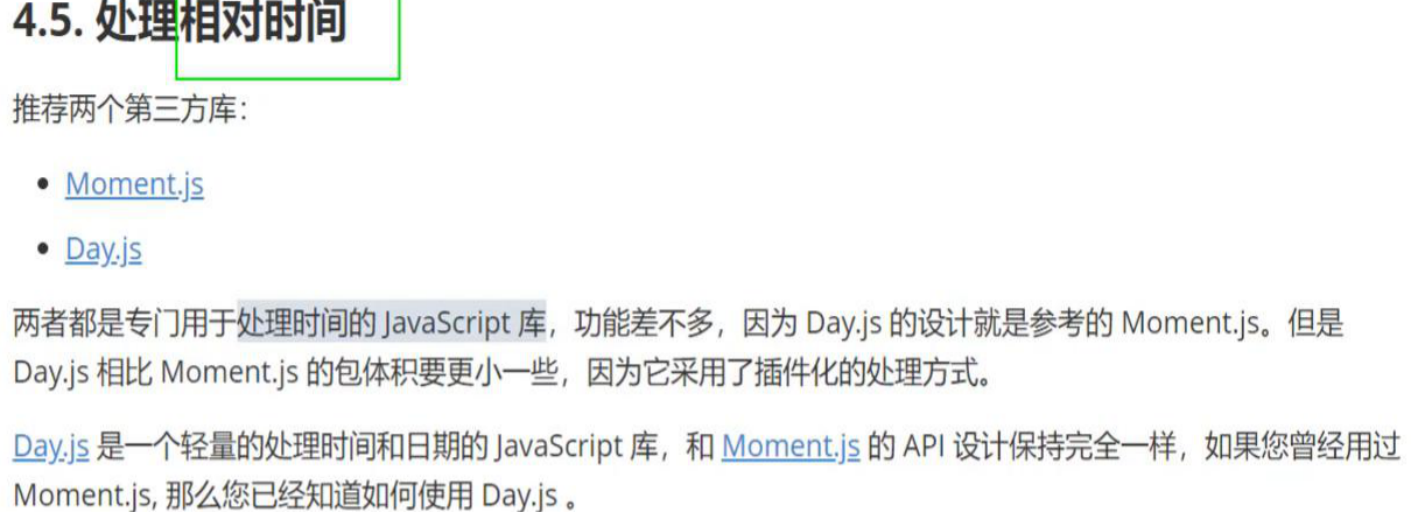 4.5. 处理相对时间
推荐两个第三方库：
• Moment.js
• Day.js
两者都是专门用于处理时间的 JavaScript 库，功能差不多，因为 Day.js 的设计就是参考的 Moment.js。但是
Day.js 相比 Moment.js 的包体积要更小一些，因为它采用了插件化的处理方式。
Day.js 是一个轻量的处理时间和日期的 JavaScript 库，和 Moment.js 的 API 设计保持完全一样，如果您曾经用过
Moment.js, 那么您已经知道如何使用 Day.js 。